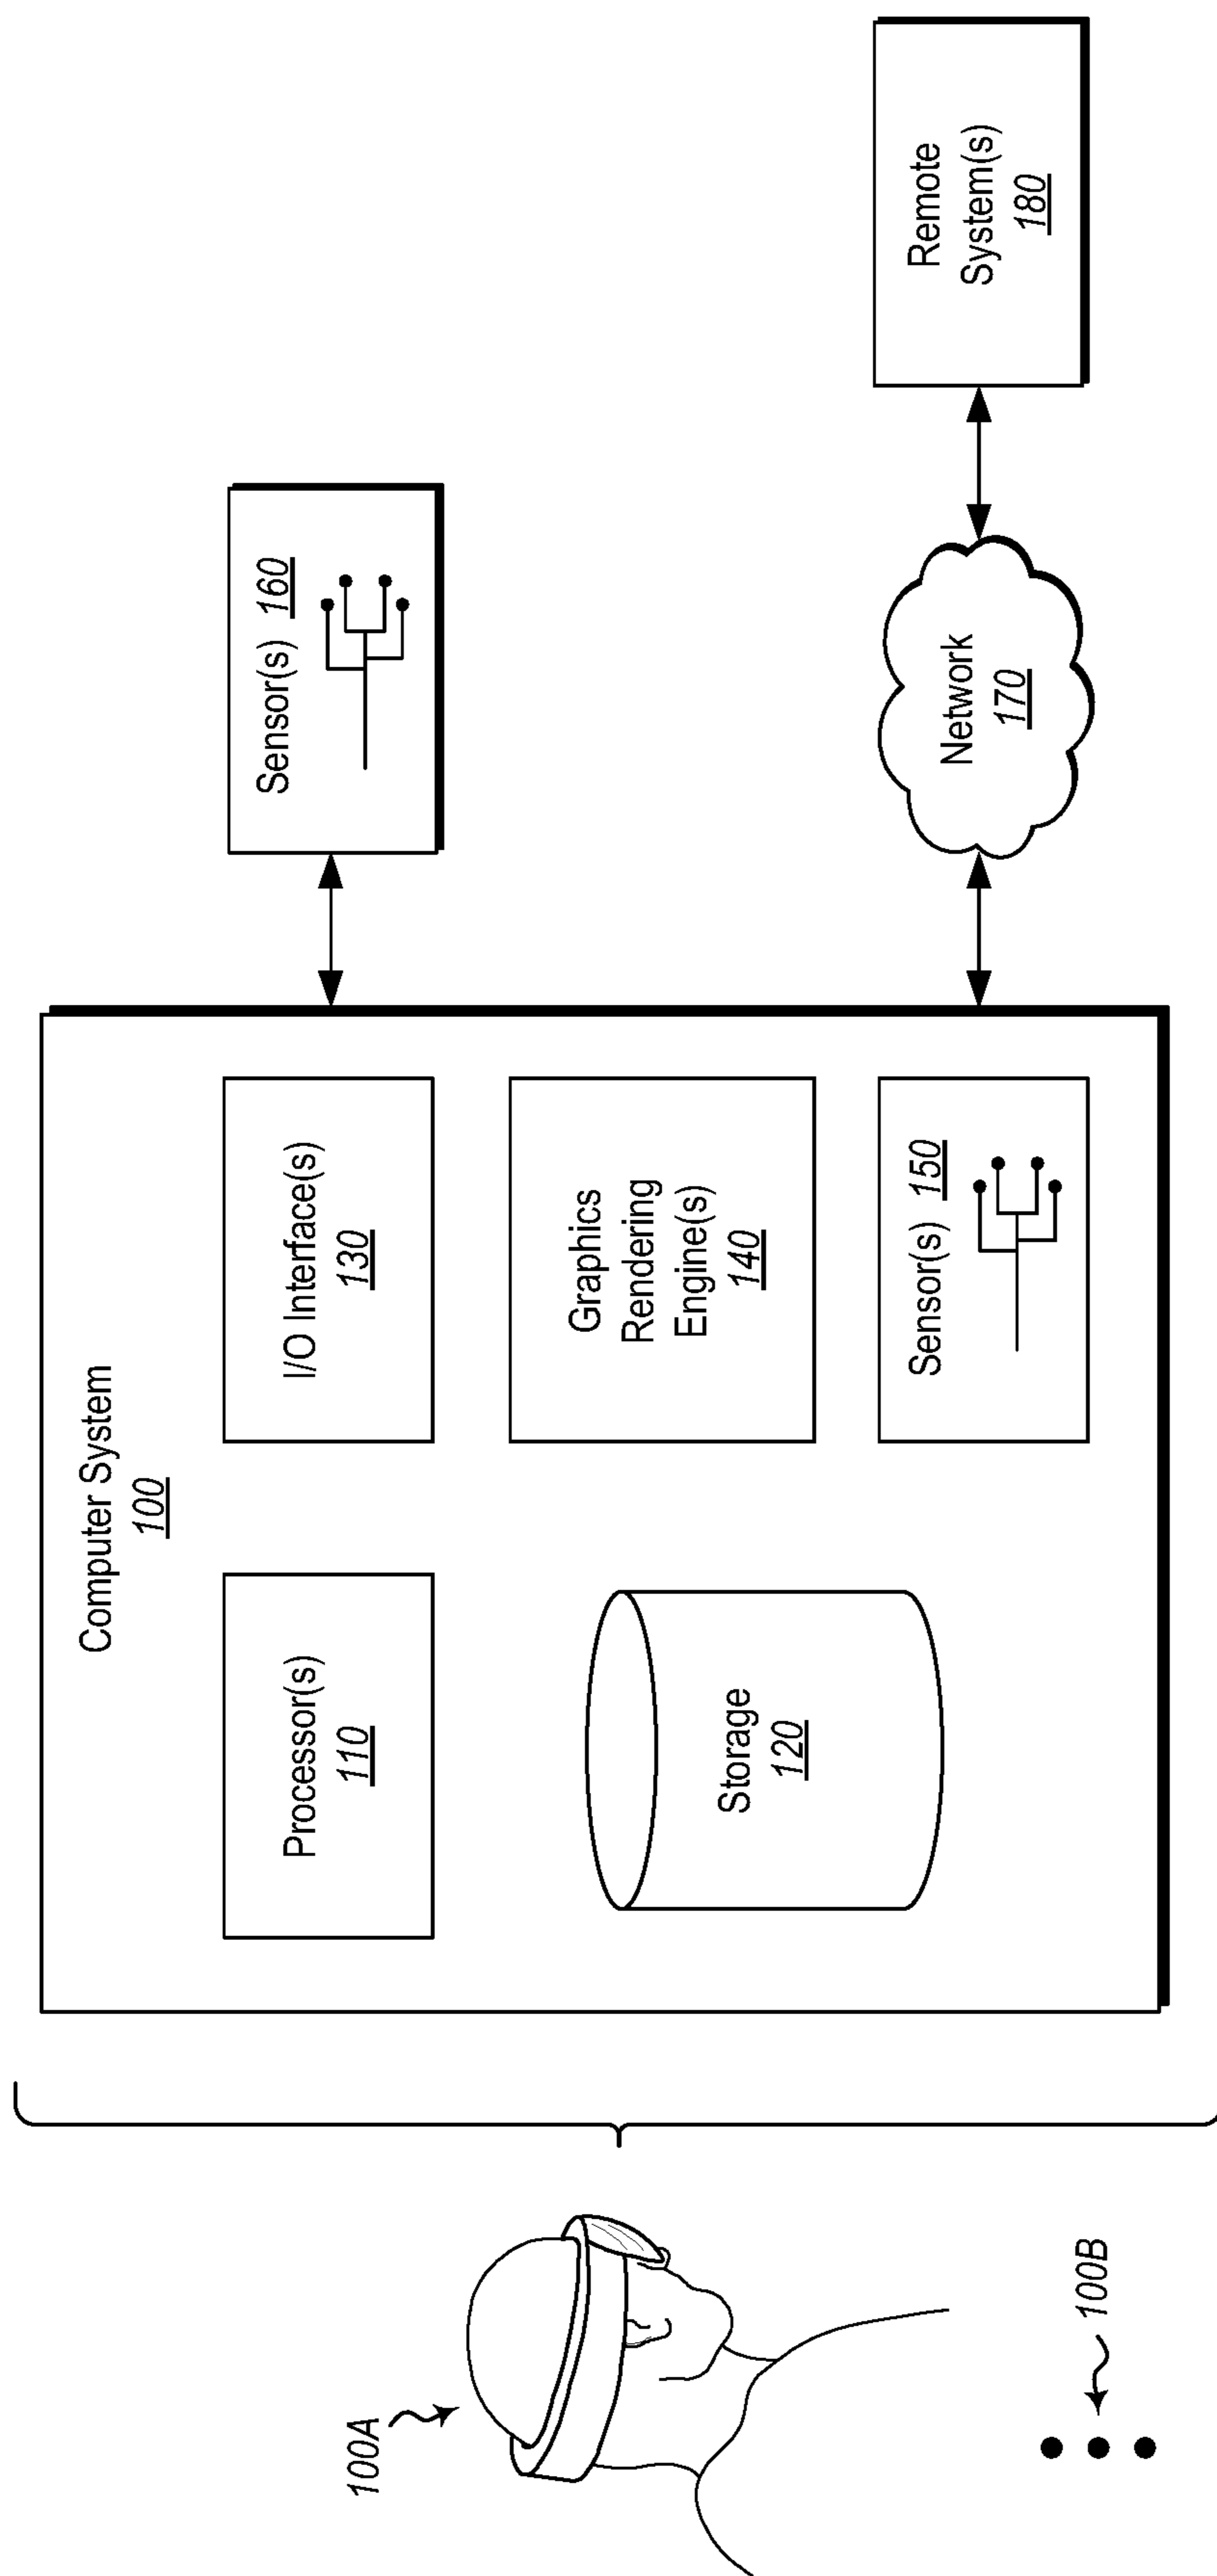 Computer System
100
Processor(s)
110
I/O Interface(s)
130
Storage
120
Graphics
Rendering
Engine(s)
140
Sensor(s) 150
Sensor(s) 160
Network
170
Remote
System(s)
180
100A
100B